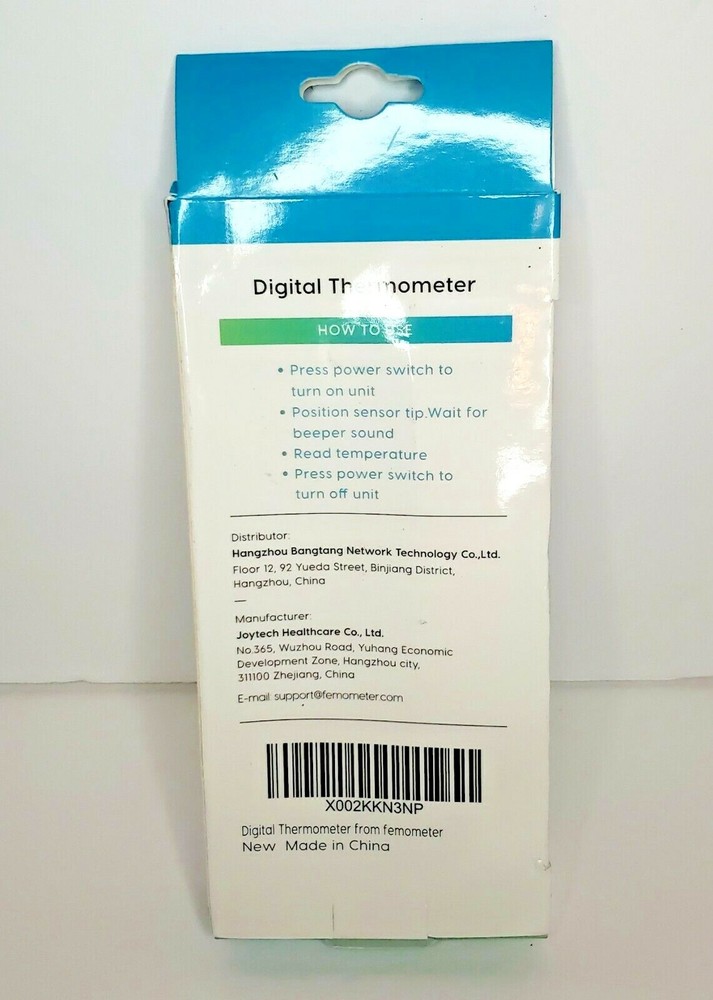 Digital Thermometer
HOW TO USE
• Press power switch to
turn on unit
• Position sensor tip.Wait for
beeper sound
• Read temperature
• Press power switch to
turn off unit
Distributor:
Hangzhou Bangtang Network Technology Co.,Ltd.
Floor 12, 92 Yueda Street, Binjiang District,
Hangzhou, China
—
Manufacturer:
Joytech Healthcare Co., Ltd.
No.365, Wuzhou Road, Yuhang Economic
Development Zone, Hangzhou city,
311100 Zhejiang, China
E-mail: support@femometer.com
X002KKN3NP
Digital Thermometer from femometer
New Made in China